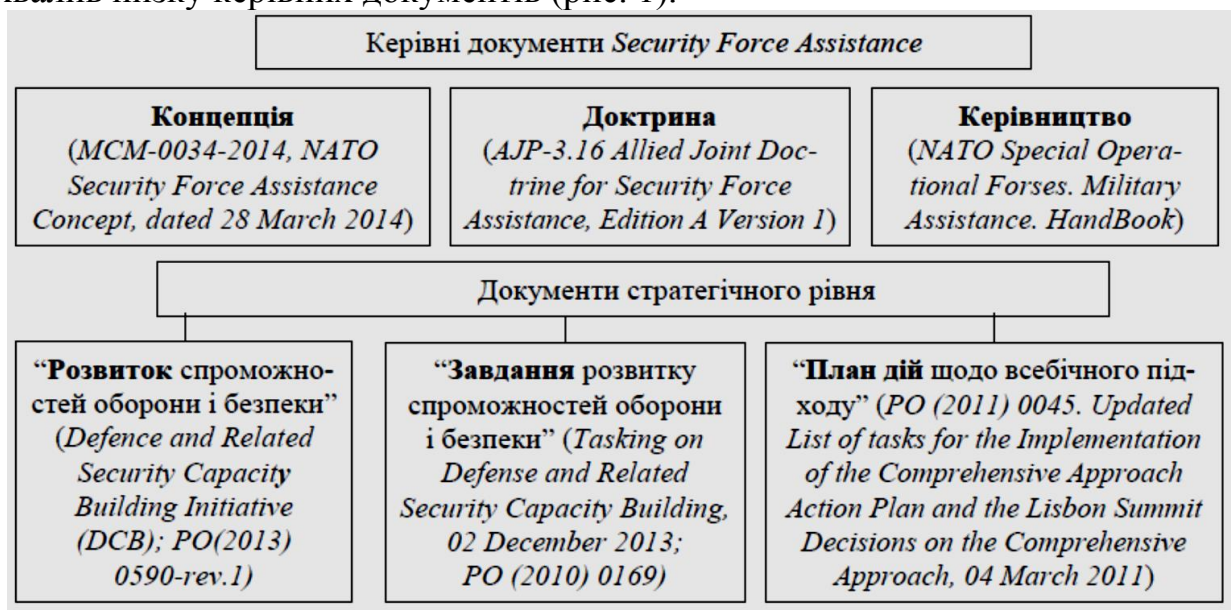 низку керівних документів (рис. 1).
Керівні документи Security Force Assistance
Концепція
(MCM-0034-2014, NATO
Security Force Assistance
Concept, dated 28 March 2014)
Доктрина
(AJP-3.16 Allied Joint Doc-
trine for Security Force
Assistance, Edition A Version 1)
Керівництво
(NATO Special Opera-
tional Forses. Military
Assistance. HandBook)
Документи стратегічного рівня
“Розвиток спроможно-
стей оборони і безпеки”
(Defence and Related
Security Capacity
Building Initiative
(DCB); PO(2013)
0590-rev.1)
“Завдання розвитку
спроможностей оборони
і безпеки” (Tasking on
Defense and Related
Security Capacity Building,
02 December 2013;
PO (2010) 0169)
“План дій щодо всебічного під-
ходу” (PO (2011) 0045. Updated
List of tasks for the Implementation
of the Comprehensive Approach
Action Plan and the Lisbon Summit
Decisions on the Comprehensive
Approach, 04 March 2011)